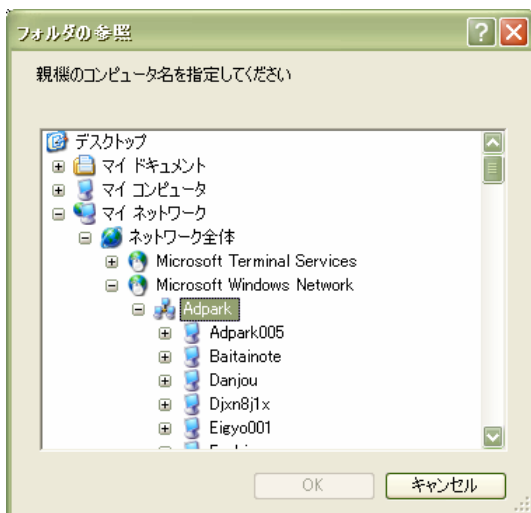 フォルダの参照
親機のコンピュータ名を指定してください
デスクトップ
マイ ドキュメント
マイ コンピュータ
マイ ネットワーク
ネットワーク全体
Microsoft Terminal Services
Microsoft Windows Network
Adpark
Adpark005
Baitainote
Danjou
Djxn8j1x
Eigyo001
OK
キャンセル